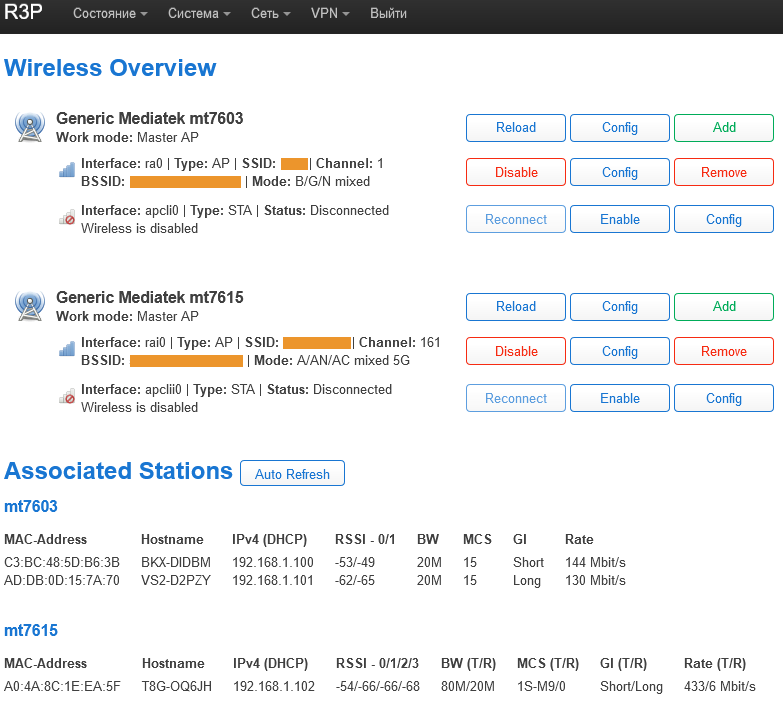 R3P Состояние Система Сеть VPN Выйти
Wireless Overview
Generic Mediatek mt7603
Work mode: Master AP
Reload Config Add
Interface: ra0 | Type: AP | SSID: | Channel: 1
BSSID: | Mode: B/G/N mixed
Disable Config Remove
Interface: apcli0 | Type: STA | Status: Disconnected
Wireless is disabled
Reconnect Enable Config
Generic Mediatek mt7615
Work mode: Master AP
Reload Config Add
Interface: rai0 | Type: AP | SSID: | Channel: 161
BSSID: | Mode: A/AN/AC mixed 5G
Disable Config Remove
Interface: apclii0 | Type: STA | Status: Disconnected
Wireless is disabled
Reconnect Enable Config
Associated Stations Auto Refresh
mt7603
MAC-Address Hostname IPv4 (DHCP) RSSI - 0/1 BW MCS GI Rate
C3:BC:48:5D:B6:3B BKX-DIDBM 192.168.1.100 -53/-49 20M 15 Short 144 Mbit/s
AD:DB:0D:15:7A:70 VS2-D2PZY 192.168.1.101 -62/-65 20M 15 Long 130 Mbit/s
mt7615
MAC-Address Hostname IPv4 (DHCP) RSSI - 0/1/2/3 BW (T/R) MCS (T/R) GI (T/R) Rate (T/R)
A0:4A:8C:1E:EA:5F T8G-OQ6JH 192.168.1.102 -54/-66/-66/-68 80M/20M 1S-M9/0 Short/Long 433/6 Mbit/s